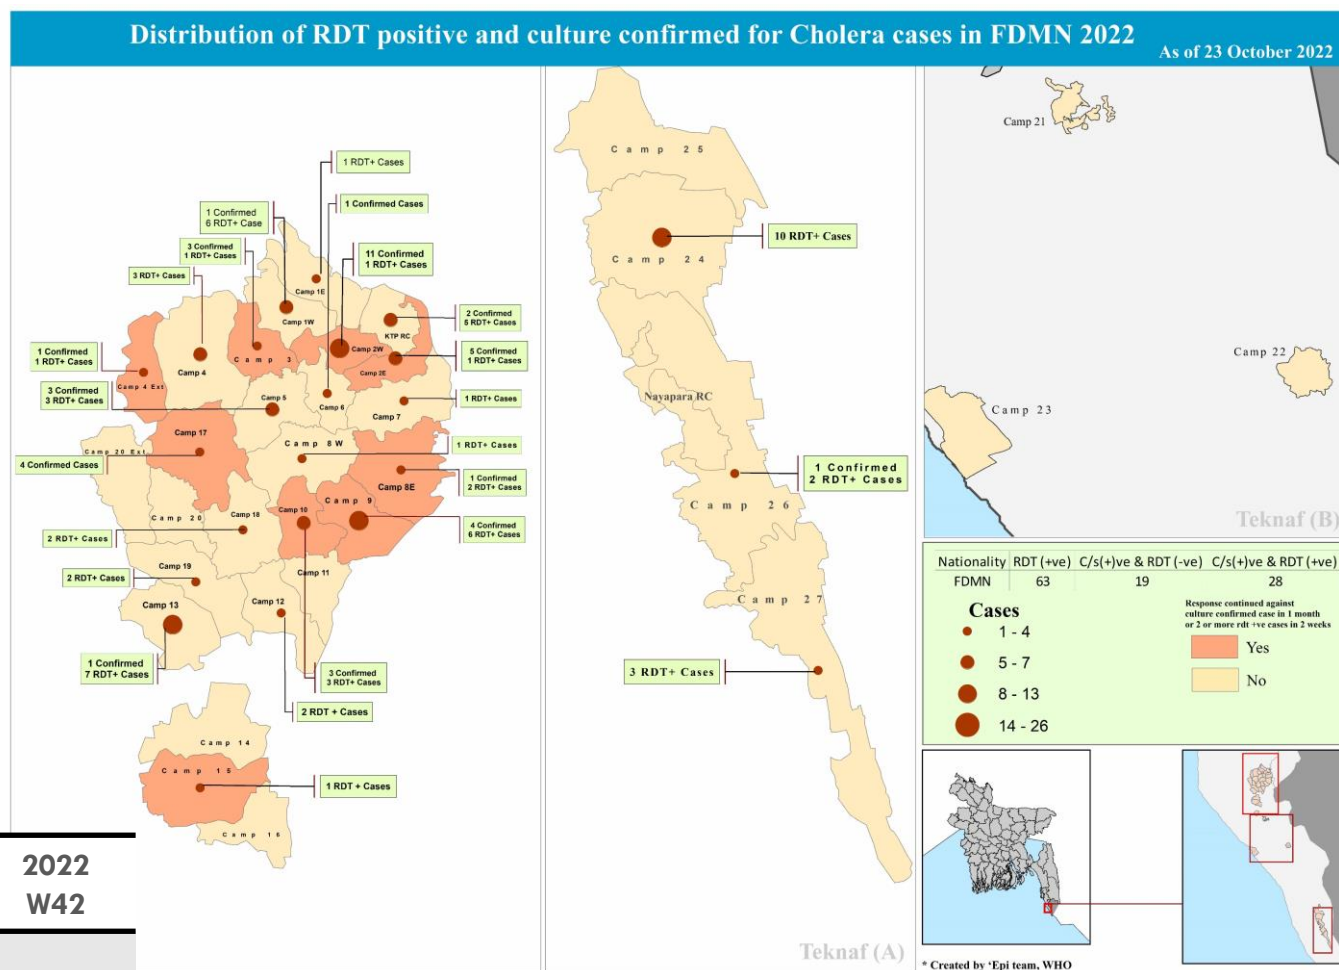 Distribution of RDT positive and culture confirmed for Cholera cases in FDMN 2022
As of 23 October 2022
1 RDT+ Cases
1 Confirmed Cases
1 Confirmed
6 RDT+ Case
3 Confirmed
1 RDT+ Cases
11 Confirmed
1 RDT+ Cases
3 RDT+ Cases
Camp 1E
Camp 1W
2 Confirmed
5 RDT+ Cases
KTP RC
Camp 2W
Camp 3
1 Confirmed
1 RDT+ Cases
5 Confirmed
1 RDT+ Cases
Camp 4
Camp 2E
Camp 4 Ext
3 Confirmed
3 RDT+ Cases
Camp 5
Camp 6
Camp 7
1 RDT+ Cases
Camp 17
Camp 8W
1 RDT+ Cases
Camp 20 Ext
4 Confirmed Cases
1 Confirmed
2 RDT+ Cases
Camp 8E
Camp 9
Camp 10
Camp 18
Camp 20
4 Confirmed
6 RDT+ Cases
2 RDT+ Cases
Camp 19
Camp 11
2 RDT+ Cases
Camp 13
Camp 12
1 Confirmed
7 RDT+ Cases
3 Confirmed
3 RDT+ Cases
2 RDT + Cases
Camp 14
Camp 15
1 RDT + Cases
Camp 16
2022
W42
Camp 25
10 RDT+ Cases
Camp 24
Nayapara RC
1 Confirmed
2 RDT+ Cases
Camp 26
Camp 27
3 RDT+ Cases
Teknaf (A)
Camp 21
Camp 22
Camp 23
Teknaf (B)
Nationality RDT (+ve) C/s(+)ve & RDT (-ve) C/s(+)ve & RDT (+ve)
FDMN 63 19 28
Cases
1 - 4
5 - 7
8 - 13
14 - 26
Response continued against
culture confirmed case in 1 month
or 2 or more rdt +ve cases in 2 weeks
Yes
No
* Created by ‘Epi team, WHO